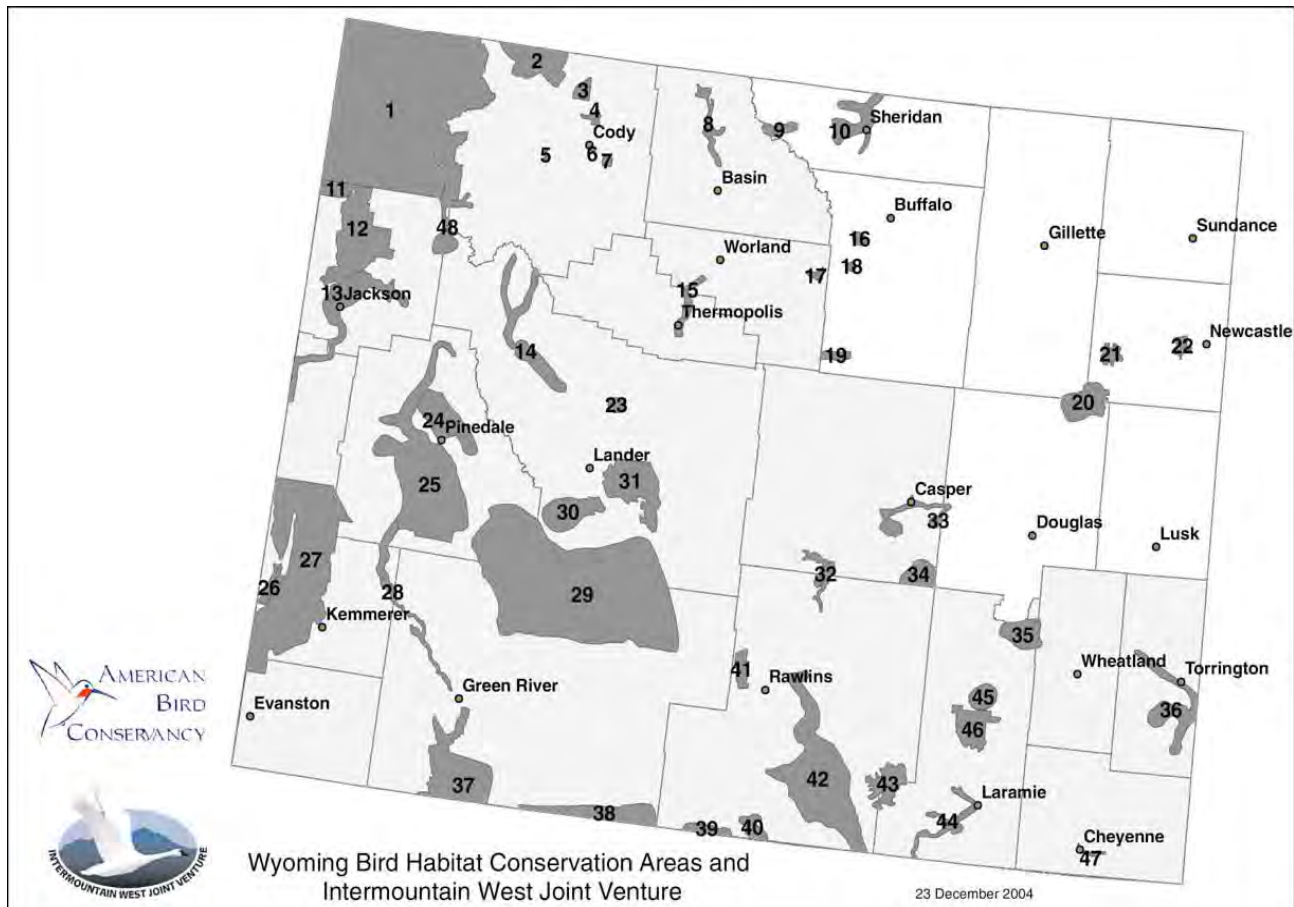 1
2
3
4
Cody
5
6
7
8
9
10
Sheridan
Basin
11
12
48
Buffalo
16
Gillette
Sundance
Worland
17
18
13
Jackson
15
Thermopolis
14
19
21
22
Newcastle
20
23
24
Pinedale
Lander
25
31
30
Casper
33
Douglas
Lusk
27
26
28
29
32
34
Kemmerer
35
41
Rawlins
Wheatland
Torrington
Green River
45
36
46
Evanston
37
42
43
38
39
40
44
Laramie
Cheyenne
47
AMERICAN
BIRD
CONSERVANCY
INTERMOUNTAIN WEST JOINT VENTURE
Wyoming Bird Habitat Conservation Areas and
Intermountain West Joint Venture
23 December 2004